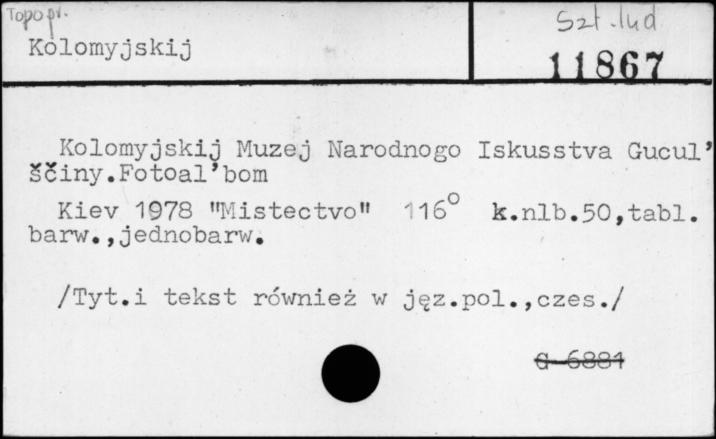 Topogr.
Szt. lud
Kolomyjskij
11867
Kolomyjskij Muzej Narodnogo Iskusstva Gucul’
ščiny.Fotoal’bom
Kiev 1978 "Mistectvo" 116° k.nlb.50,tabl.
barw.,jednobarw.
/Tyt.i tekst również w jęz.pol.,czes./
G 6881